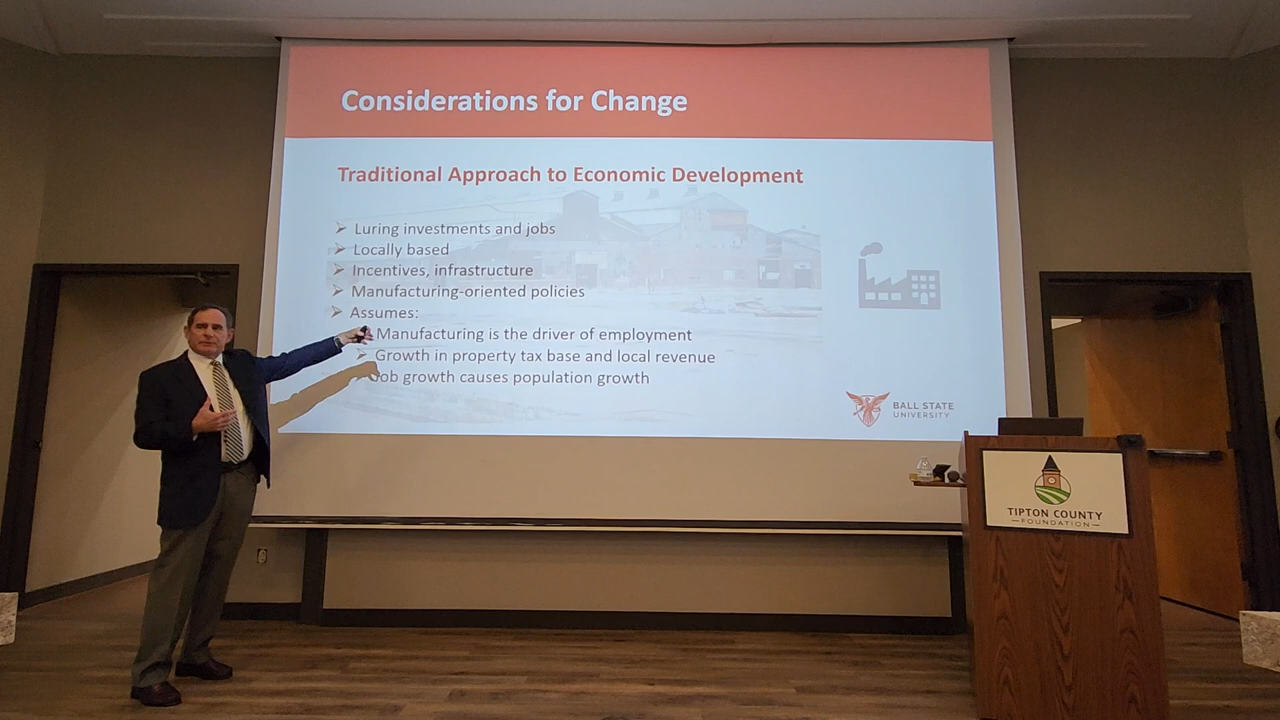 Considerations for Change
Traditional Approach to Economic Development
Luring investments and jobs
Locally based
Incentives, infrastructure
Manufacturing-oriented policies
Assumes:
Manufacturing is the driver of employment
Growth in property tax base and local revenue
Job growth causes population growth
BALL STATE
UNIVERSITY
TIPTON COUNTY
FOUNDATION